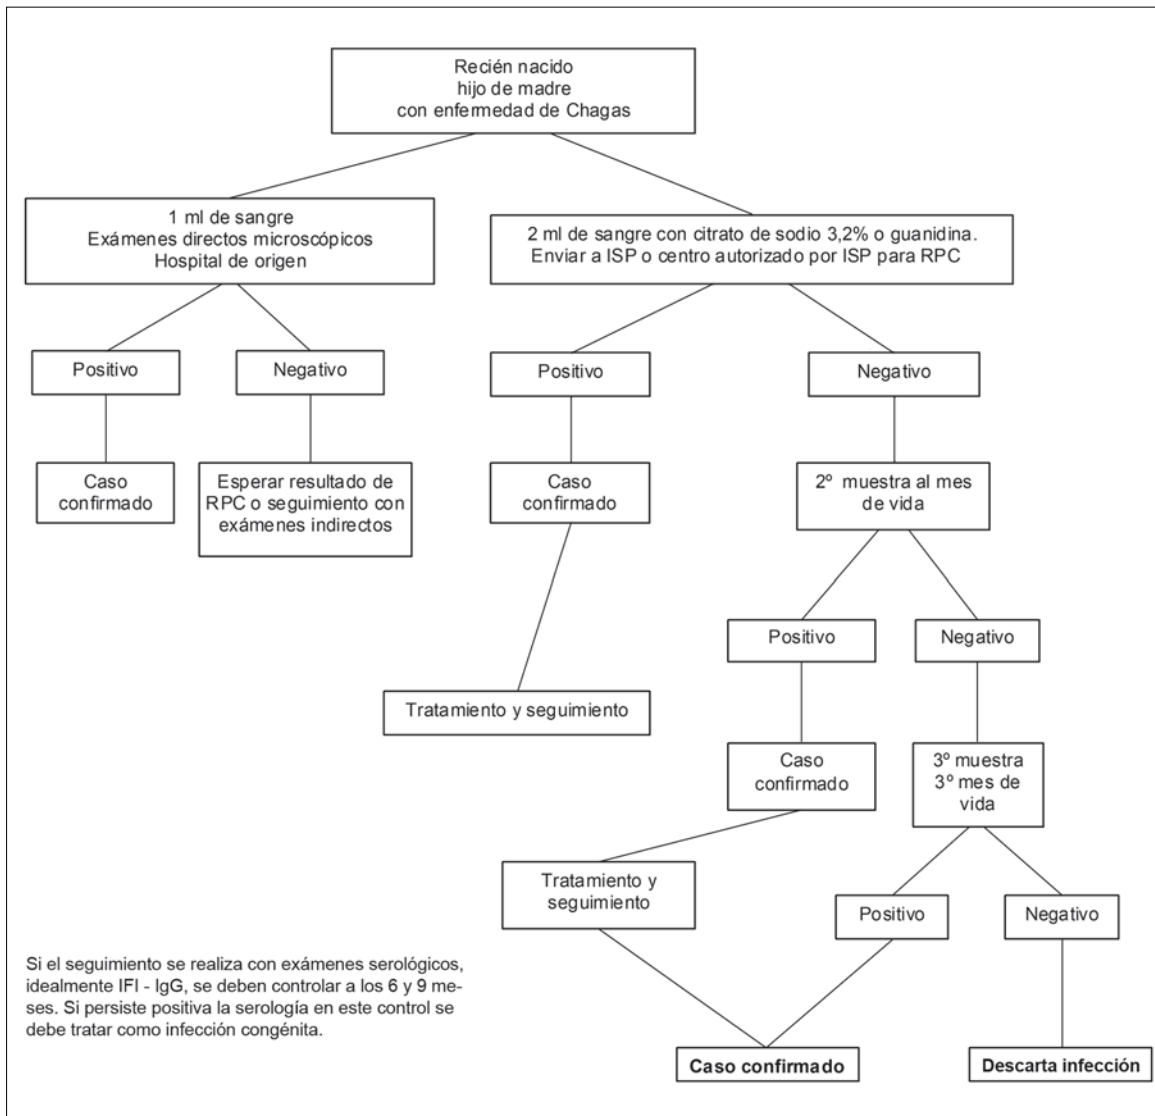 Recién nacido
hijo de madre
con enfermedad de Chagas
1 ml de sangre
Exámenes directos microscópicos
Hospital de origen
2 ml de sangre con citrato de sodio 3,2% o guanidina.
Enviar a ISP o centro autorizado por ISP para RPC
Positivo
Negativo
Positivo
Negativo
Caso
confirmado
Esperar resultado de
RPC o seguimiento con
exámenes indirectos
Caso
confirmado
2º muestra al mes
de vida
Positivo
Negativo
Tratamiento y seguimiento
Caso
confirmado
3º muestra
3º mes de
vida
Tratamiento y
seguimiento
Positivo
Negativo
Si el seguimiento se realiza con exámenes serológicos,
idealmente IFI - IgG, se deben controlar a los 6 y 9 me-
ses. Si persiste positiva la serología en este control se
debe tratar como infección congénita.
Caso confirmado
Descarta infección